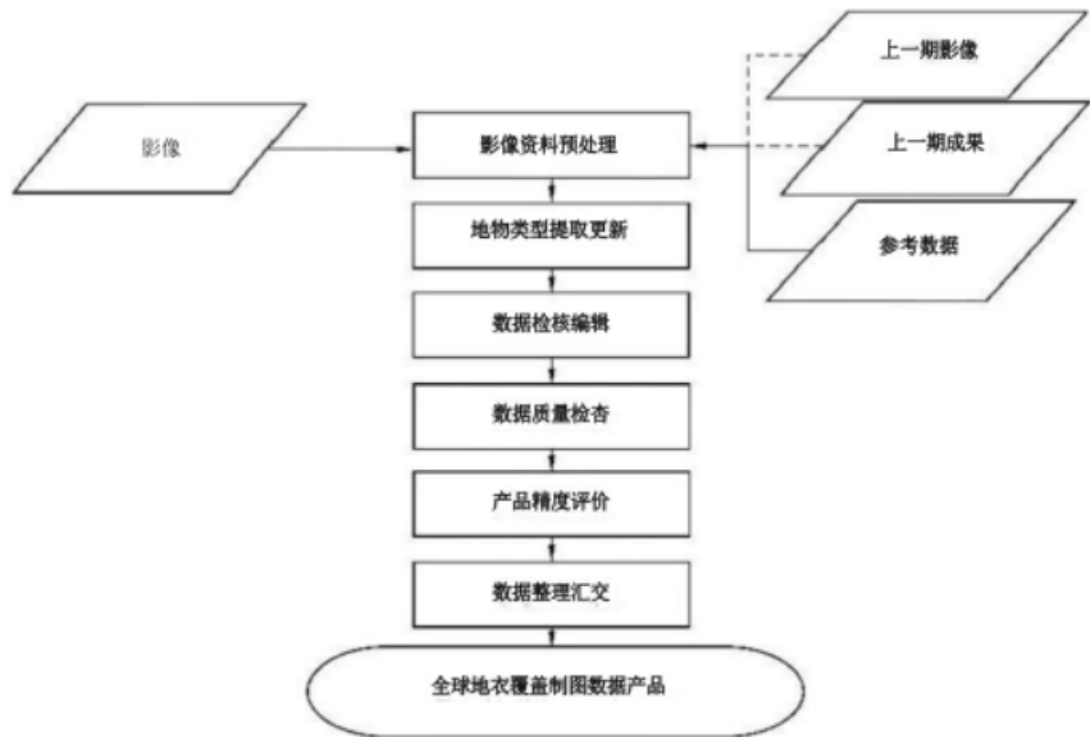 上一期影像
影像
影像资料预处理
上一期成果
地物类型提取更新
参考数据
数据检核编辑
数据质量检杏
产品精度评价
数据整理汇交
全球地衣覆盖制图数据产品